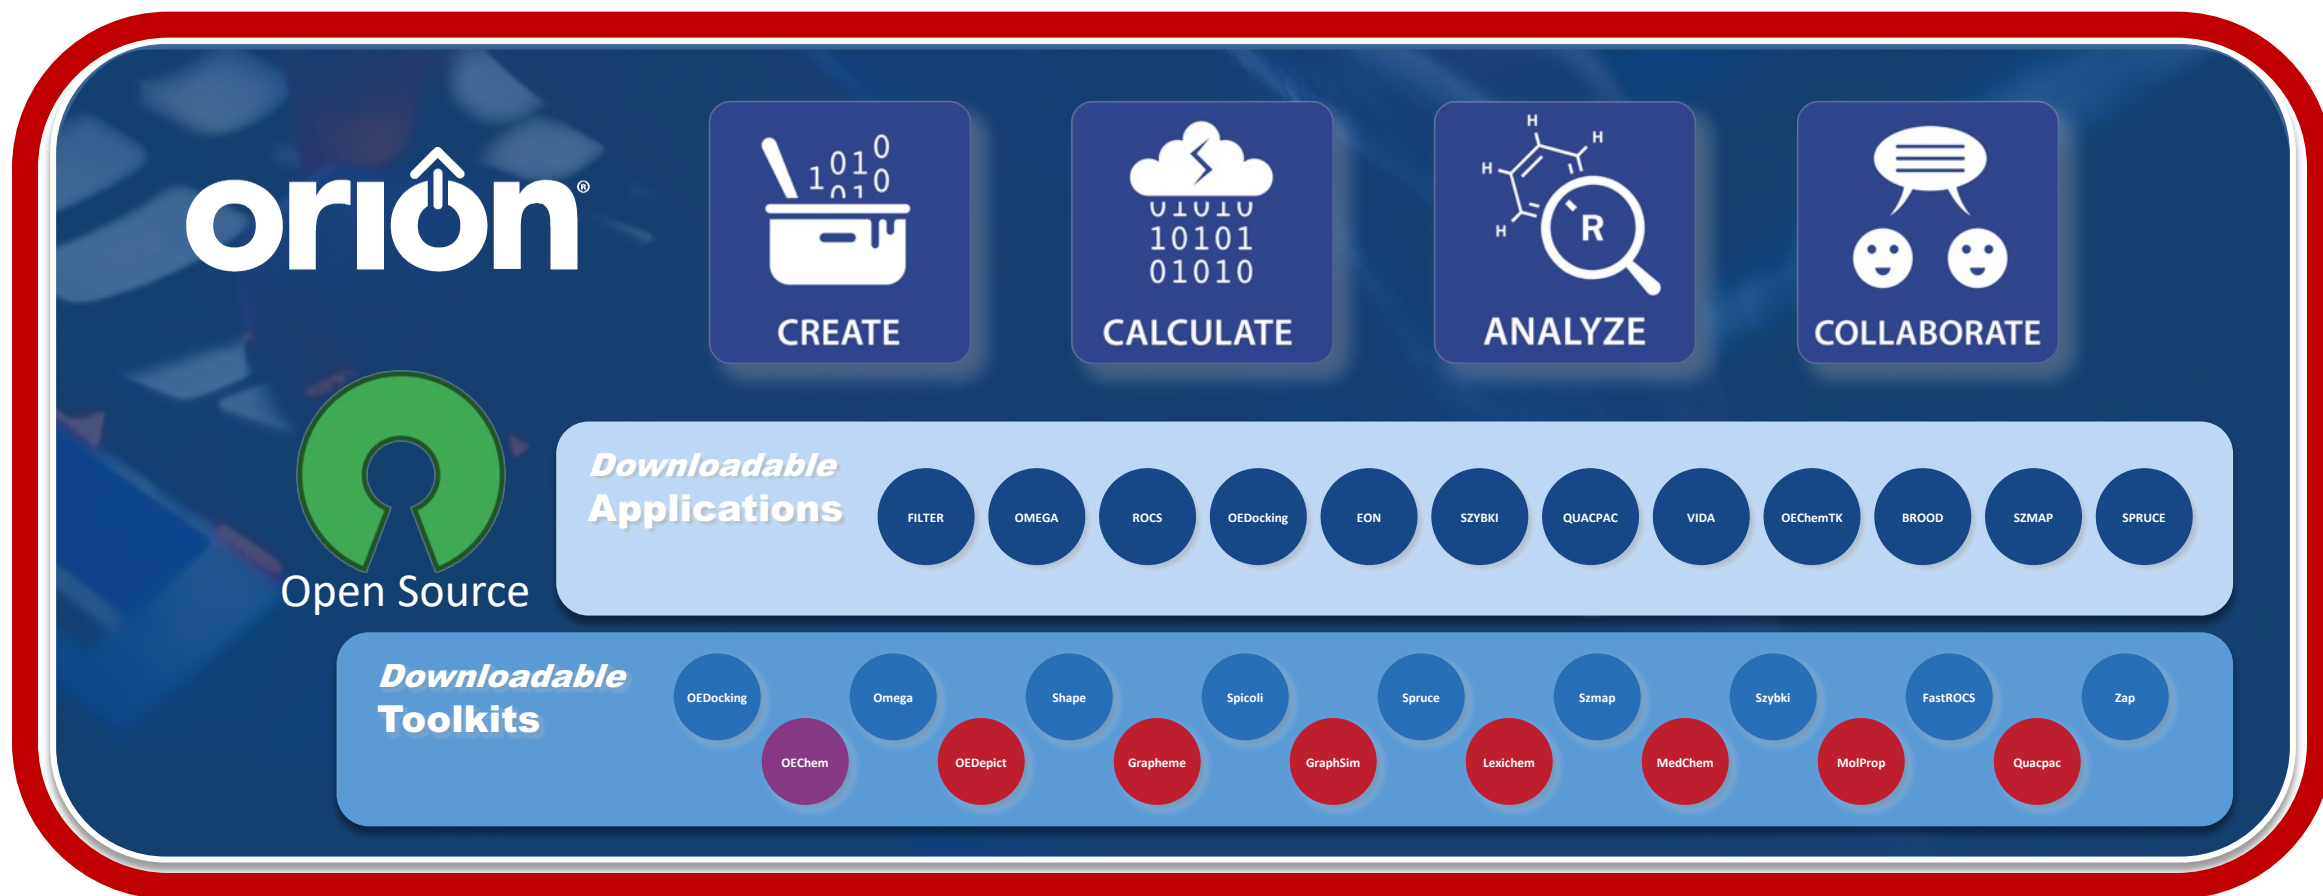 orion®
1010
010
CREATE
01010
10101
01010
CALCULATE
H
H
H
H
R
ANALYZE
COLLABORATE
Open Source
Downloadable
Applications
FILTER
OMEGA
ROCS
OEDocking
EON
SZYBKI
QUACPAC
VIDA
OEChemTK
BROOD
SZMAP
SPRUCE
Downloadable
Toolkits
OEDocking
Omega
Shape
Spicoli
Spruce
Szmap
Szybki
FastROCS
Zap
OEChem
OEDepict
Grapheme
GraphSim
Lexichem
MedChem
MolProp
Quacpac